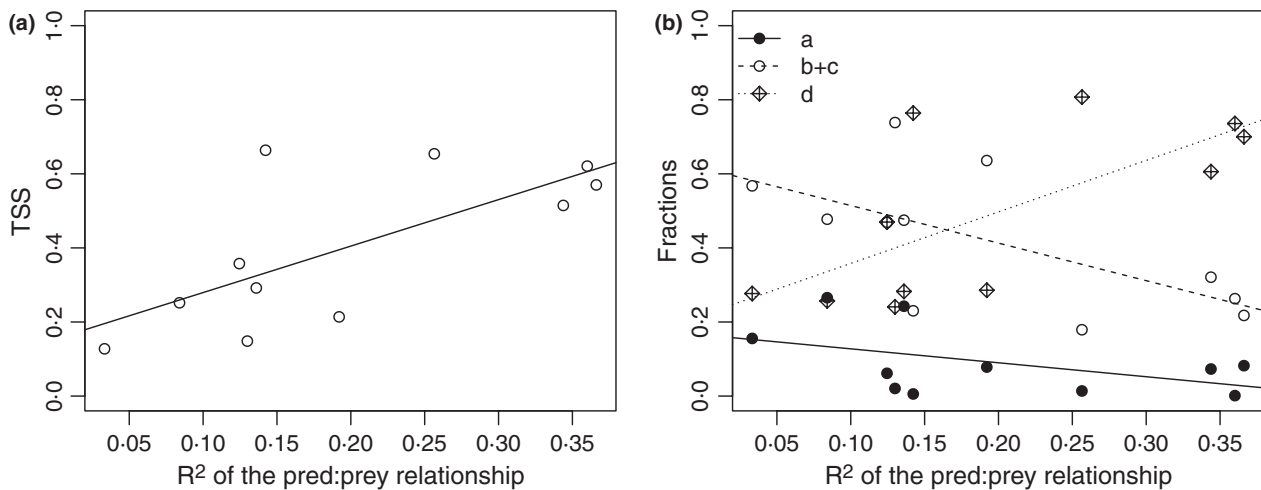 (a)
TSS
1·0
0·8
0·6
0·4
0·2
0·0
0·05 0·10 0·15 0·20 0·25 0·30 0·35
R² of the pred:prey relationship
(b)
a
b+c
d
Fractions
1·0
0·8
0·6
0·4
0·2
0·0
0·05 0·10 0·15 0·20 0·25 0·30 0·35
R² of the pred:prey relationship